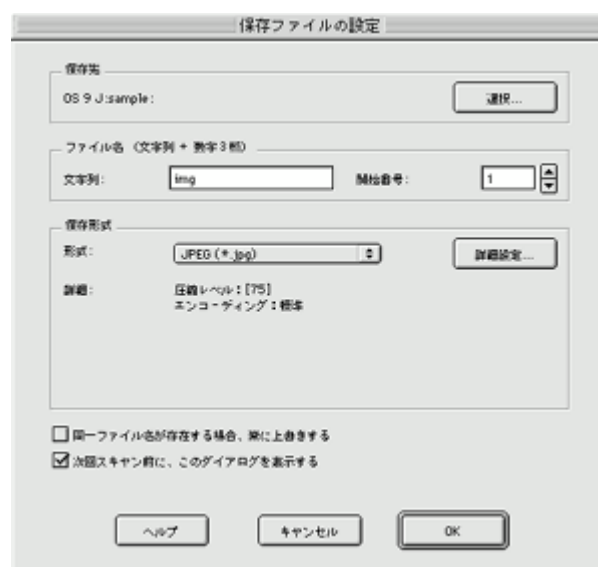 保存ファイルの設定
保存先
OS 9 J:sample:
選択...
ファイル名 (文字列 + 数字3桁)
文字列:
img
開始番号:
1
保存形式
形式:
JPEG (*.jpg)
詳細設定...
詳細:
圧縮レベル:[75]
エンコーディング:標準
同一ファイル名が存在する場合、常に上書きする
次回スキャン前に、このダイアログを表示する
ヘルプ
キャンセル
OK